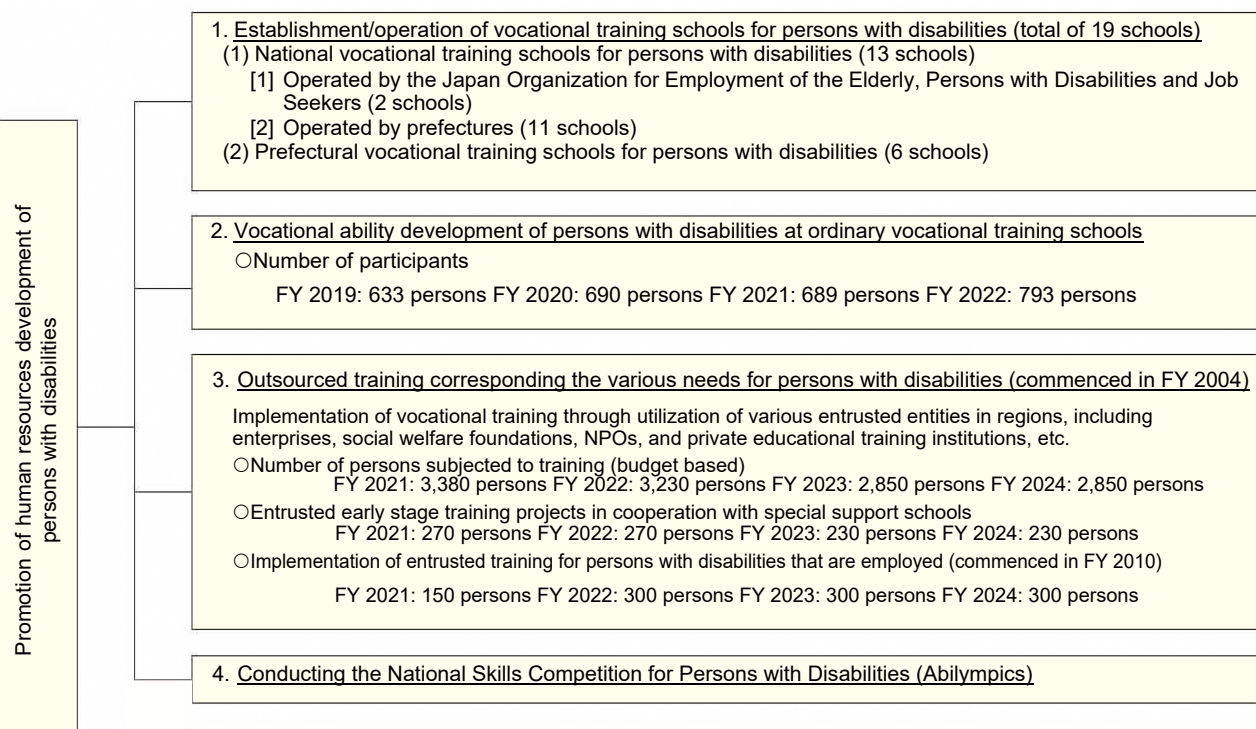 Promotion of human resources development of
persons with disabilities
1. Establishment/operation of vocational training schools for persons with disabilities (total of 19 schools)
(1) National vocational training schools for persons with disabilities (13 schools)
[1] Operated by the Japan Organization for Employment of the Elderly, Persons with Disabilities and Job
Seekers (2 schools)
[2] Operated by prefectures (11 schools)
(2) Prefectural vocational training schools for persons with disabilities (6 schools)
2. Vocational ability development of persons with disabilities at ordinary vocational training schools
○Number of participants
FY 2019: 633 persons FY 2020: 690 persons FY 2021: 689 persons FY 2022: 793 persons
3. Outsourced training corresponding the various needs for persons with disabilities (commenced in FY 2004)
Implementation of vocational training through utilization of various entrusted entities in regions, including
enterprises, social welfare foundations, NPOs, and private educational training institutions, etc.
○Number of persons subjected to training (budget based)
FY 2021: 3,380 persons FY 2022: 3,230 persons FY 2023: 2,850 persons FY 2024: 2,850 persons
○Entrusted early stage training projects in cooperation with special support schools
FY 2021: 270 persons FY 2022: 270 persons FY 2023: 230 persons FY 2024: 230 persons
○Implementation of entrusted training for persons with disabilities that are employed (commenced in FY 2010)
FY 2021: 150 persons FY 2022: 300 persons FY 2023: 300 persons FY 2024: 300 persons
4. Conducting the National Skills Competition for Persons with Disabilities (Abilympics)